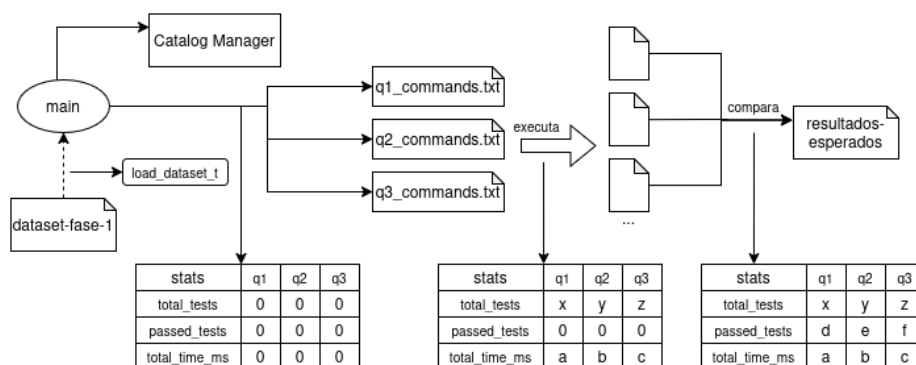 Catalog Manager
main
q1_commands.txt
q2_commands.txt
q3_commands.txt
executa
compara
resultados-
esperados
load_dataset_t
dataset-fase-1
...
stats q1 q2 q3
total_tests 0 0 0
passed_tests 0 0 0
total_time_ms 0 0 0
stats q1 q2 q3
total_tests x y z
passed_tests 0 0 0
total_time_ms a b c
stats q1 q2 q3
total_tests x y z
passed_tests d e f
total_time_ms a b c